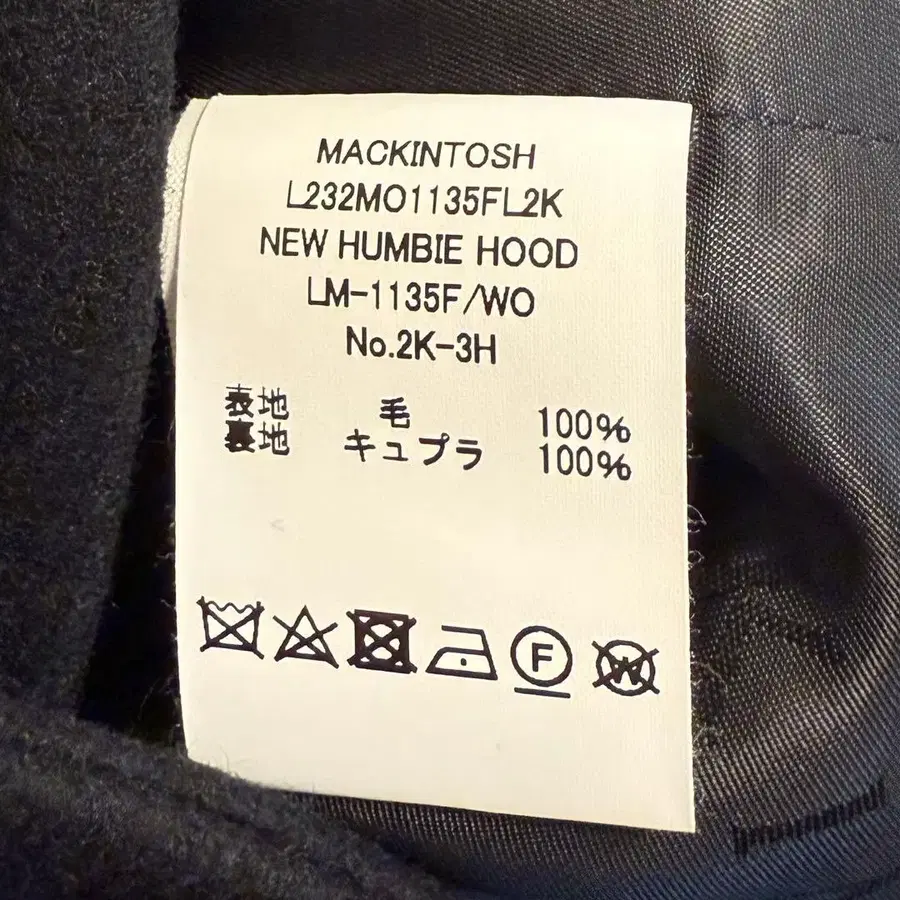 MACKINTOSH
L232MO1135FL2K
NEW HUMBIE HOOD
LM-1135F/WO
No.2K-3H
表地 毛 100%
裏地 キュプラ 100%
F
W